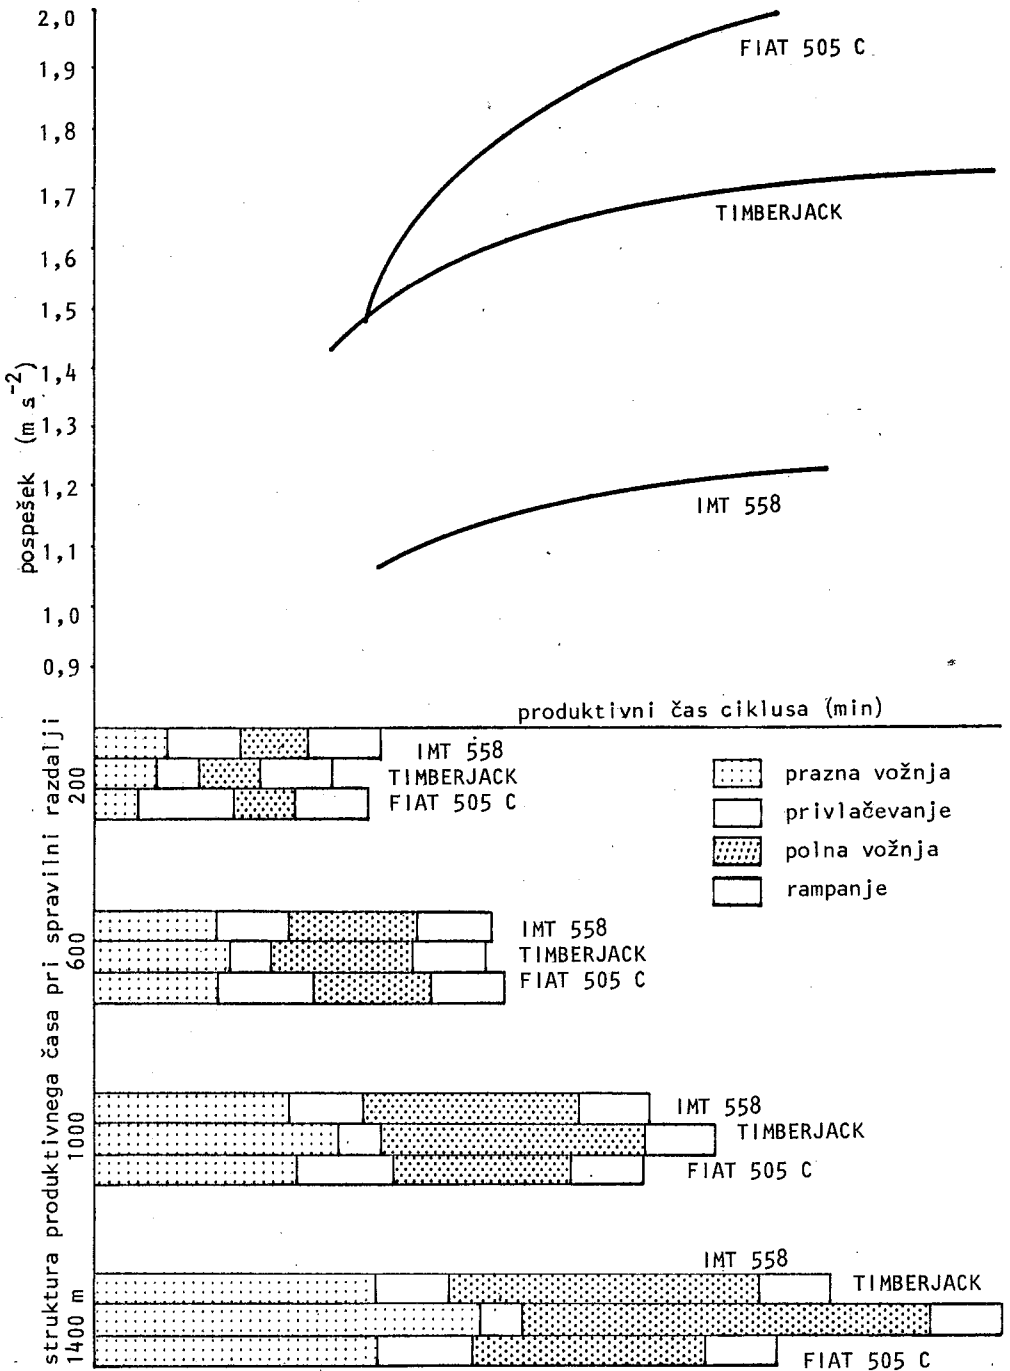 2,0
1,9
1,8
1,7
1,6
1,5
1,4
1,3
1,2
1,1
1,0
0,9
pospešek (m s⁻²)
FIAT 505 C
TIMBERJACK
IMT 558
produktivni čas ciklusa (min)
struktura produktivnega časa pri spravilni razdalji
200
IMT 558
TIMBERJACK
FIAT 505 C
prazna vožnja
privlačevanje
polna vožnja
rampanje
600
IMT 558
TIMBERJACK
FIAT 505 C
1000
IMT 558
TIMBERJACK
FIAT 505 C
1400 m
IMT 558
TIMBERJACK
FIAT 505 C